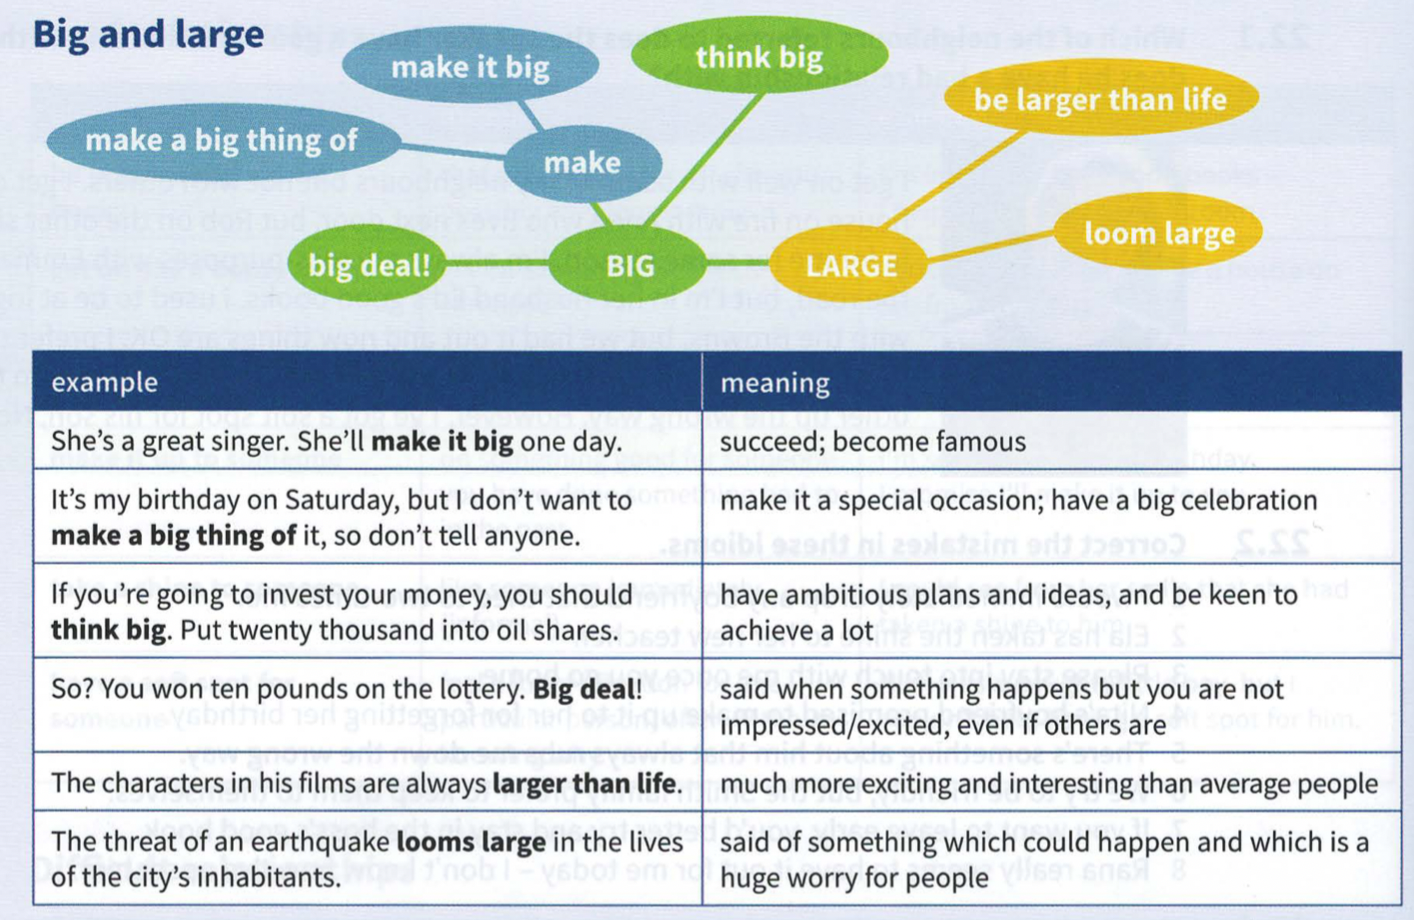 Big and large
make it big
think big
be larger than life
make a big thing of
make
loom large
big deal!
BIG
LARGE
example
meaning
She's a great singer. She'll make it big one day.
succeed; become famous
It's my birthday on Saturday, but I don't want to
make a big thing of it, so don't tell anyone.
make it a special occasion; have a big celebration
If you're going to invest your money, you should
think big. Put twenty thousand into oil shares.
have ambitious plans and ideas, and be keen to
achieve a lot
So? You won ten pounds on the lottery. Big deal!
said when something happens but you are not
impressed/excited, even if others are
The characters in his films are always larger than life.
much more exciting and interesting than average people
The threat of an earthquake looms large in the lives
of the city's inhabitants.
said of something which could happen and which is a
huge worry for people